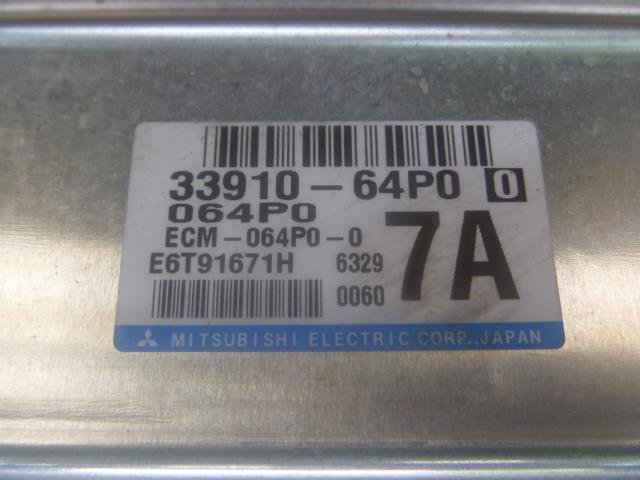 33910-64P0 0
064P0
ECM-064P0-0
7A
E6T91671H 6329
0060
MITSUBISHI ELECTRIC CORP., JAPAN